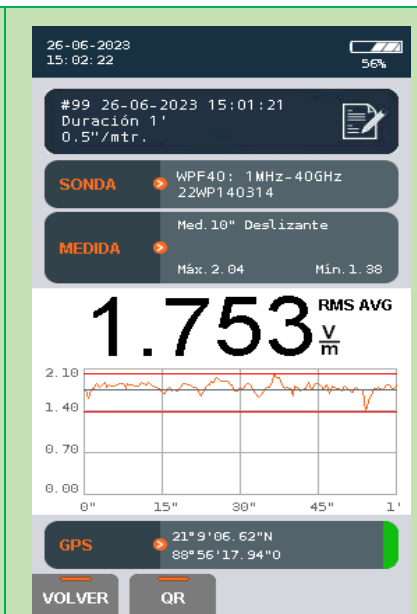 26-06-2023
15:02:22
56%
#99 26-06-2023 15:01:21
Duración 1'
0.5"/mtr.
SONDA
WPF40: 1MHz-40GHz
22WP140314
MEDIDA
Med.10" Deslizante
Máx.2.04 Mín.1.38
1.753 RMS AVG
V/m
2.10
1.40
0.70
0.00
0" 15" 30" 45" 1'
GPS
21°9'06.62"N
88°56'17.94"O
VOLVER QR